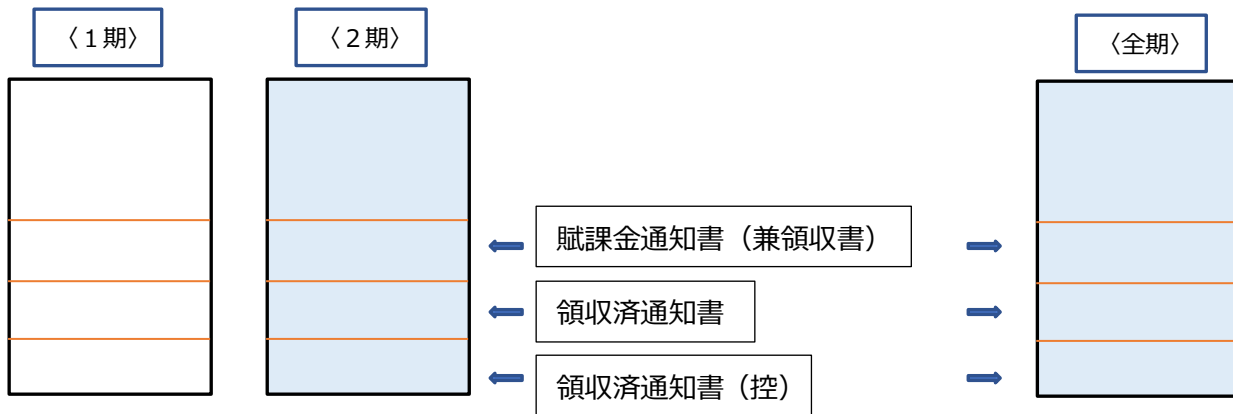 〈１期〉
〈２期〉
〈全期〉
賦課金通知書（兼領収書）
領収済通知書
領収済通知書（控）